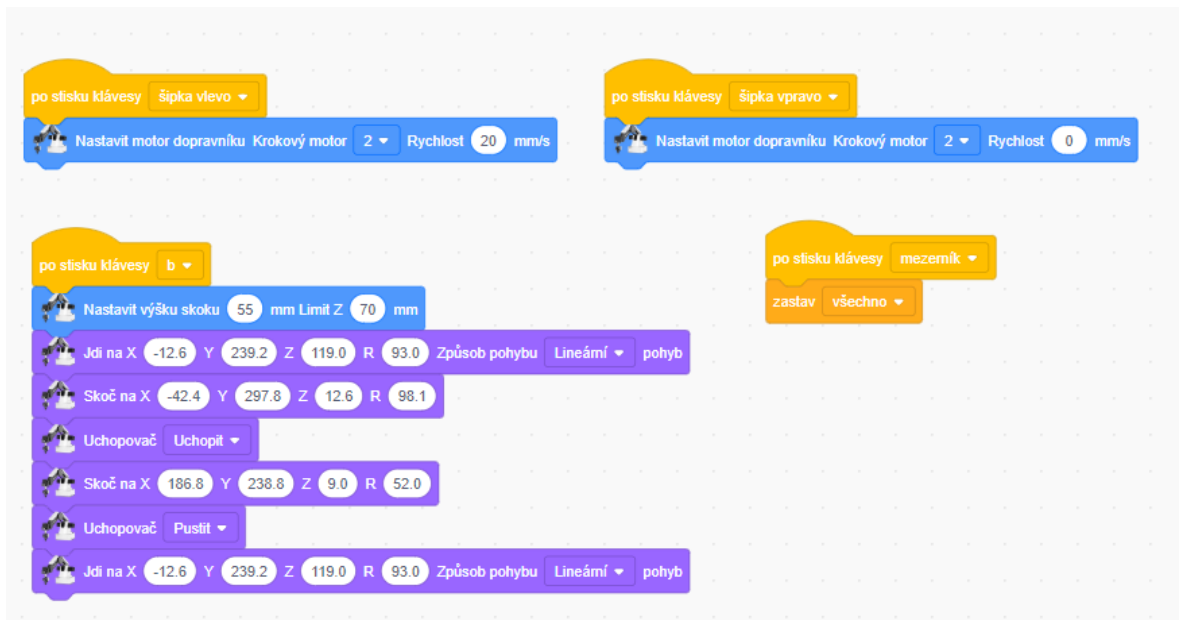 po stisku klávesy šipka vlevo
Nastavit motor dopravníku Krokový motor 2 Rychlost 20 mm/s
po stisku klávesy šipka vpravo
Nastavit motor dopravníku Krokový motor 2 Rychlost 0 mm/s
po stisku klávesy b
Nastavit výšku skoku 55 mm Limit Z 70 mm
Jdi na X -12.6 Y 239.2 Z 119.0 R 93.0 Způsob pohybu Lineární pohyb
Skoč na X -42.4 Y 297.8 Z 12.6 R 98.1
Uchopovač Uchopit
Skoč na X 186.8 Y 238.8 Z 9.0 R 52.0
Uchopovač Pustit
Jdi na X -12.6 Y 239.2 Z 119.0 R 93.0 Způsob pohybu Lineární pohyb
po stisku klávesy mezerník
zastav všechno